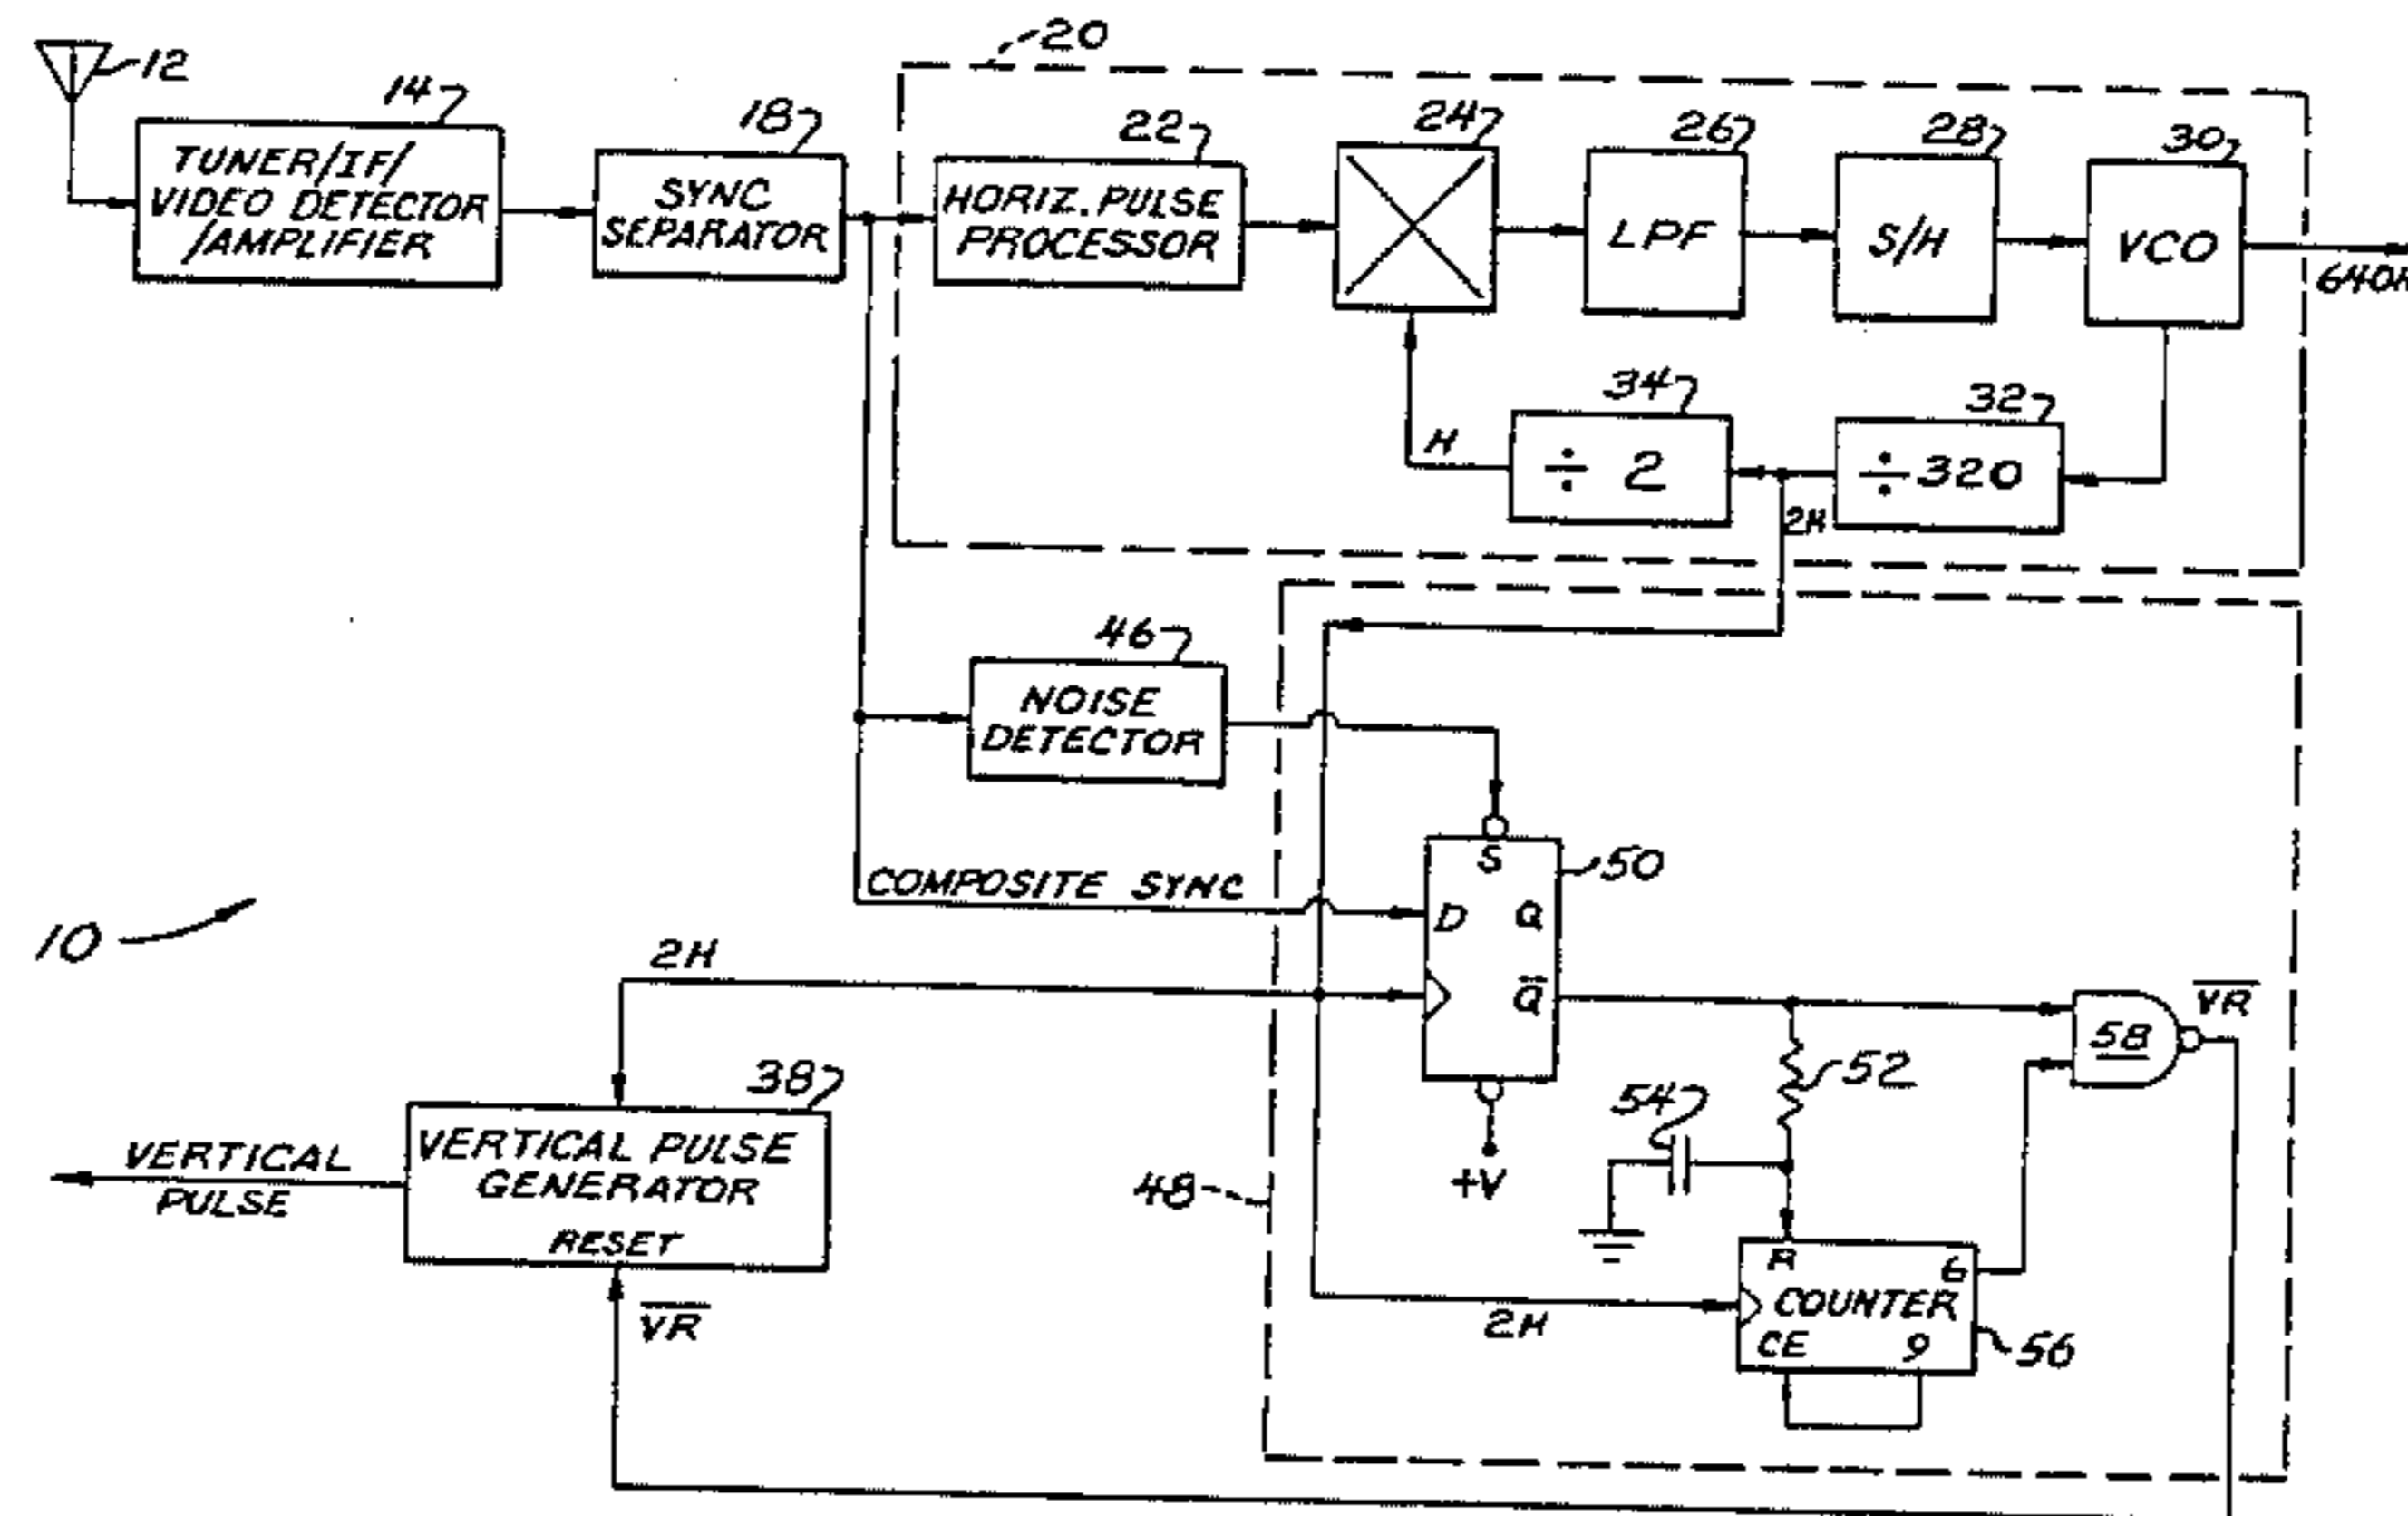 20
12
14
TUNER/IF/
VIDEO DETECTOR
/AMPLIFIER
18
SYNC
SEPARATOR
22
HORIZ. PULSE
PROCESSOR
24
26
LPF
28
S/H
30
VCO
640H
34
÷ 2
32
÷ 320
H
2H
46
NOISE
DETECTOR
COMPOSITE SYNC
S
50
D Q
Q̅
10
2H
+V
V̅R̅
58
52
54
38
VERTICAL PULSE
GENERATOR
RESET
VERTICAL
PULSE
48
R 6
COUNTER
CE 9
56
2H
V̅R̅